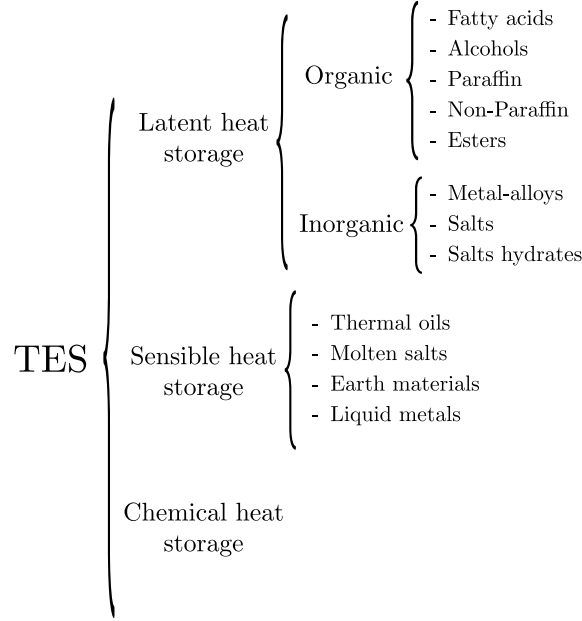 TES
Latent heat
storage
Organic
- Fatty acids
- Alcohols
- Paraffin
- Non-Paraffin
- Esters
Inorganic
- Metal-alloys
- Salts
- Salts hydrates
Sensible heat
storage
- Thermal oils
- Molten salts
- Earth materials
- Liquid metals
Chemical heat
storage